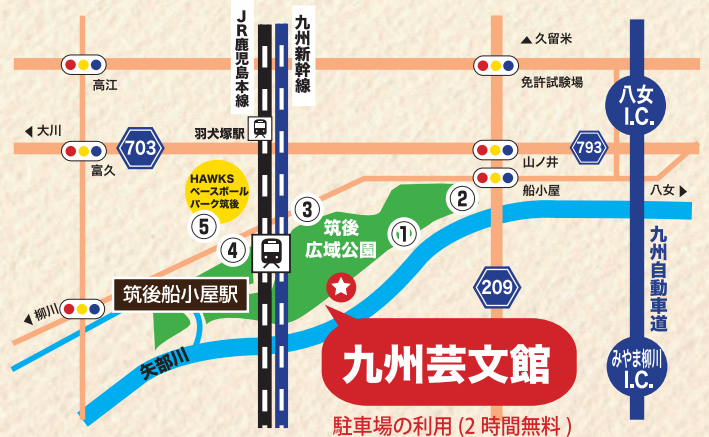 JR鹿児島本線
九州新幹線
▲久留米
高江
免許試験場
八女
I.C.
◀大川
703
羽犬塚駅
793
富久
山ノ井
HAWKS
ベースボール
パーク筑後
船小屋
八女▶
②
③
⑤
筑後
広域公園
①
④
九州自動車道
筑後船小屋駅
209
◀柳川
矢部川
九州芸文館
みやま柳川
I.C.
駐車場の利用(2時間無料)